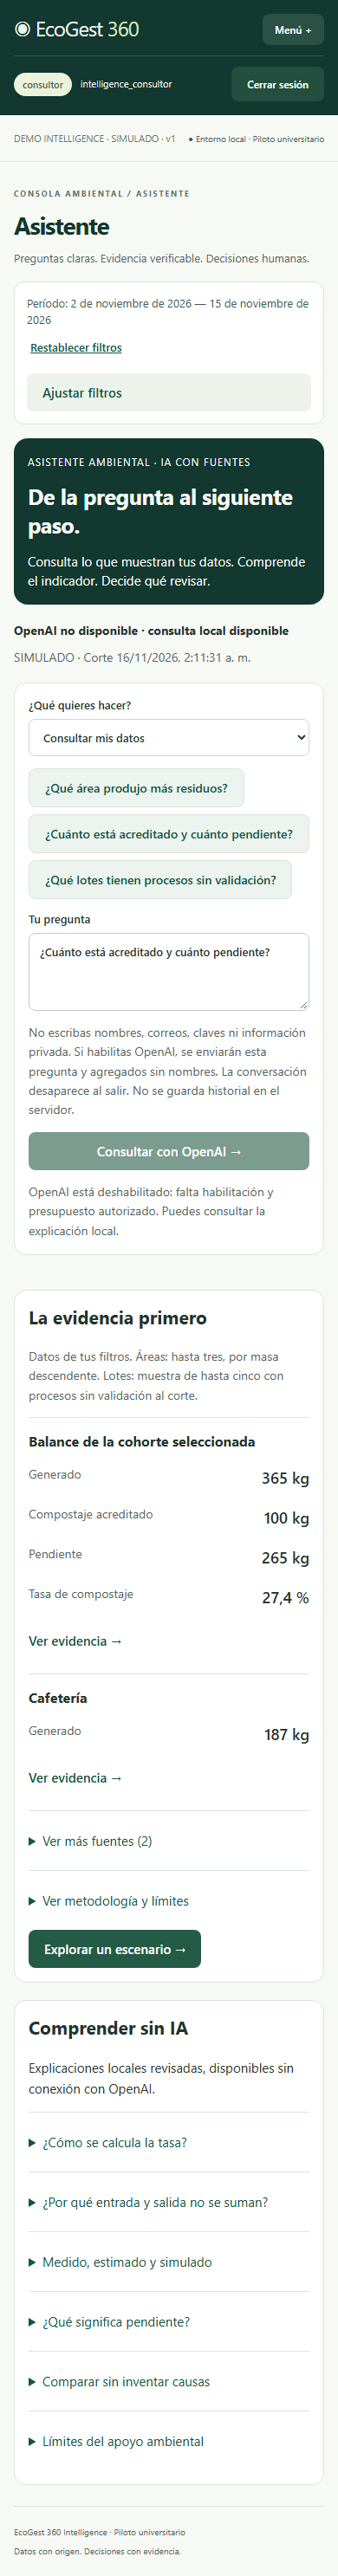 EcoGest 360
Menú +
consultor
intelligence_consultor
Cerrar sesión
DEMO INTELLIGENCE · SIMULADO · v1
● Entorno local · Piloto universitario
CONSOLA AMBIENTAL / ASISTENTE
Asistente
Preguntas claras. Evidencia verificable. Decisiones humanas.
Período: 2 de noviembre de 2026 — 15 de noviembre de
2026
Restablecer filtros
Ajustar filtros
ASISTENTE AMBIENTAL · IA CON FUENTES
De la pregunta al siguiente
paso.
Consulta lo que muestran tus datos. Comprende
el indicador. Decide qué revisar.
OpenAI no disponible · consulta local disponible
SIMULADO · Corte 16/11/2026, 2:11:31 a. m.
¿Qué quieres hacer?
Consultar mis datos
¿Qué área produjo más residuos?
¿Cuánto está acreditado y cuánto pendiente?
¿Qué lotes tienen procesos sin validación?
Tu pregunta
¿Cuánto está acreditado y cuánto pendiente?
No escribas nombres, correos, claves ni información
privada. Si habilitas OpenAI, se enviarán esta
pregunta y agregados sin nombres. La conversación
desaparece al salir. No se guarda historial en el
servidor.
Consultar con OpenAI →
OpenAI está deshabilitado: falta habilitación y
presupuesto autorizado. Puedes consultar la
explicación local.
La evidencia primero
Datos de tus filtros. Áreas: hasta tres, por masa
descendente. Lotes: muestra de hasta cinco con
procesos sin validación al corte.
Balance de la cohorte seleccionada
Generado 365 kg
Compostaje acreditado 100 kg
Pendiente 265 kg
Tasa de compostaje 27,4 %
Ver evidencia →
Cafetería
Generado 187 kg
Ver evidencia →
Ver más fuentes (2)
Ver metodología y límites
Explorar un escenario →
Comprender sin IA
Explicaciones locales revisadas, disponibles sin
conexión con OpenAI.
¿Cómo se calcula la tasa?
¿Por qué entrada y salida no se suman?
Medido, estimado y simulado
¿Qué significa pendiente?
Comparar sin inventar causas
Límites del apoyo ambiental
EcoGest 360 Intelligence · Piloto universitario
Datos con origen. Decisiones con evidencia.